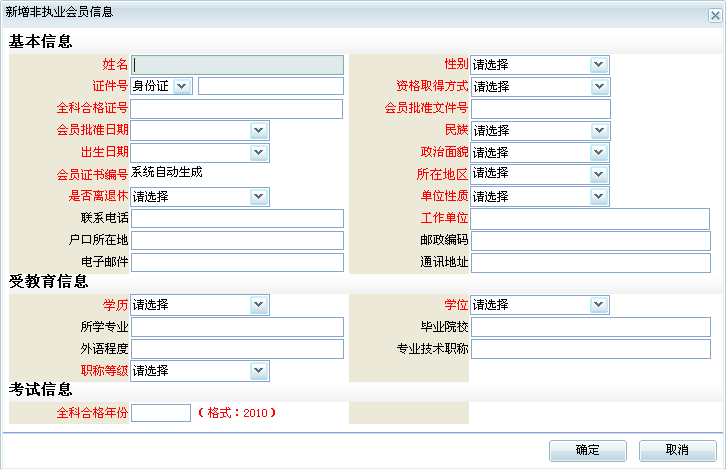 新增非执业会员信息
基本信息
姓名 性别 请选择
证件号 身份证 资格取得方式 请选择
全科合格证号 会员批准文件号
会员批准日期 民族 请选择
出生日期 政治面貌 请选择
会员证书编号 系统自动生成 所在地区 请选择
是否离退休 请选择 单位性质 请选择
联系电话 工作单位
户口所在地 邮政编码
电子邮件 通讯地址
受教育信息
学历 请选择 学位 请选择
所学专业 毕业院校
外语程度 专业技术职称
职称等级 请选择
考试信息
全科合格年份 （格式：2010）
确定 取消